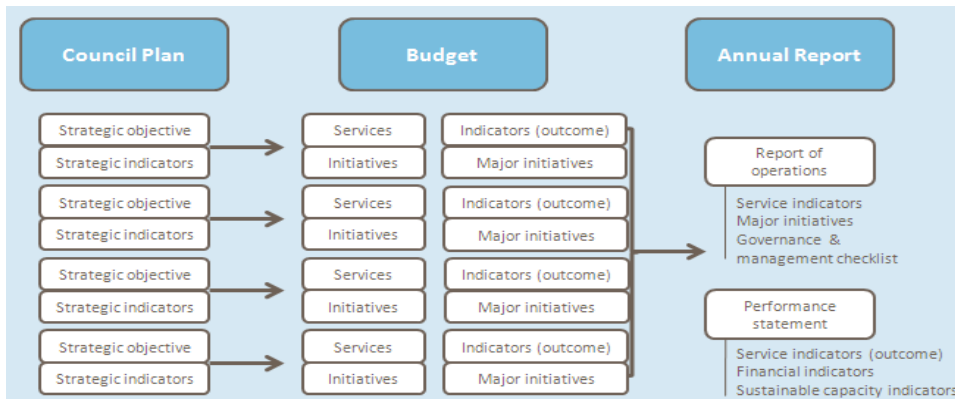 Council Plan
Budget
Annual Report
Strategic objective
Strategic indicators
Services
Initiatives
Indicators (outcome)
Major initiatives
Strategic objective
Strategic indicators
Services
Initiatives
Indicators (outcome)
Major initiatives
Strategic objective
Strategic indicators
Services
Initiatives
Indicators (outcome)
Major initiatives
Strategic objective
Strategic indicators
Services
Initiatives
Indicators (outcome)
Major initiatives
Report of
operations
Service indicators
Major initiatives
Governance &
management checklist
Performance
statement
Service indicators (outcome)
Financial indicators
Sustainable capacity indicators